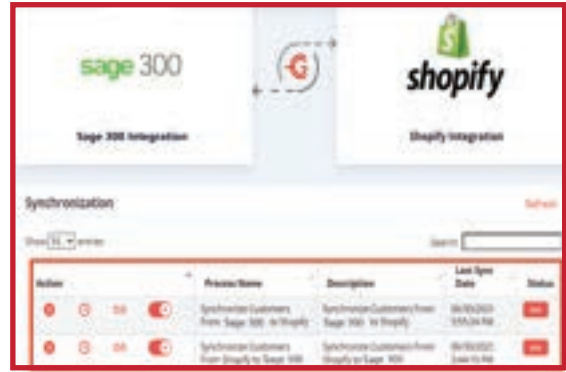 sage 300
G
shopify
Sage 300 Integration
Shopify Integration
Synchronization
Refresh
Show 10 entries
Search:
Action
Process Name
Description
Last Sync
Date
Status
Synchronize Customers
From Sage 300 to Shopify
Synchronize Customers From
Sage 300 to Shopify
Synchronize Customers
From Shopify to Sage 300
Synchronize Customers From
Shopify to Sage 300